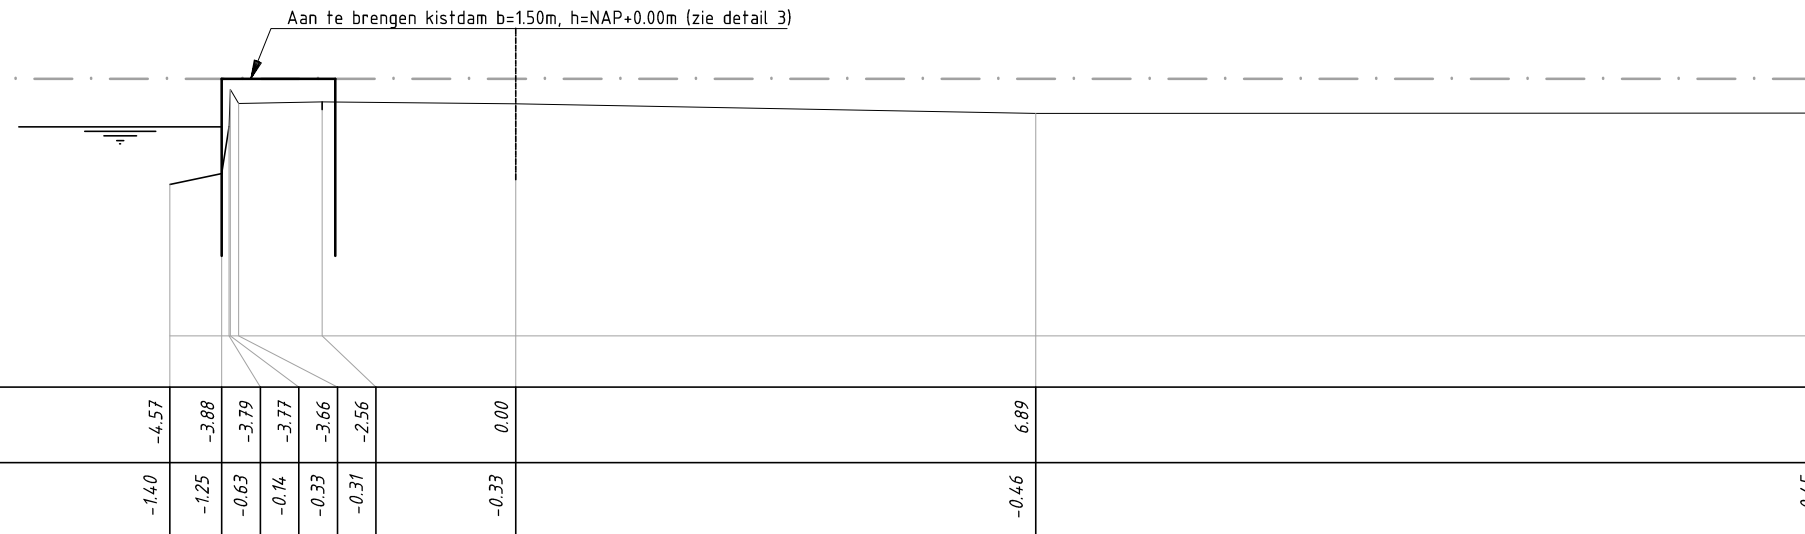 Aan te brengen kistdam b=1.50m, h=NAP+0.00m (zie detail 3)
-4.57 -3.88 -3.79 -3.77 -3.66 -2.56 0.00 6.89
-1.40 -1.25 -0.63 -0.14 -0.33 -0.31 -0.33 -0.46